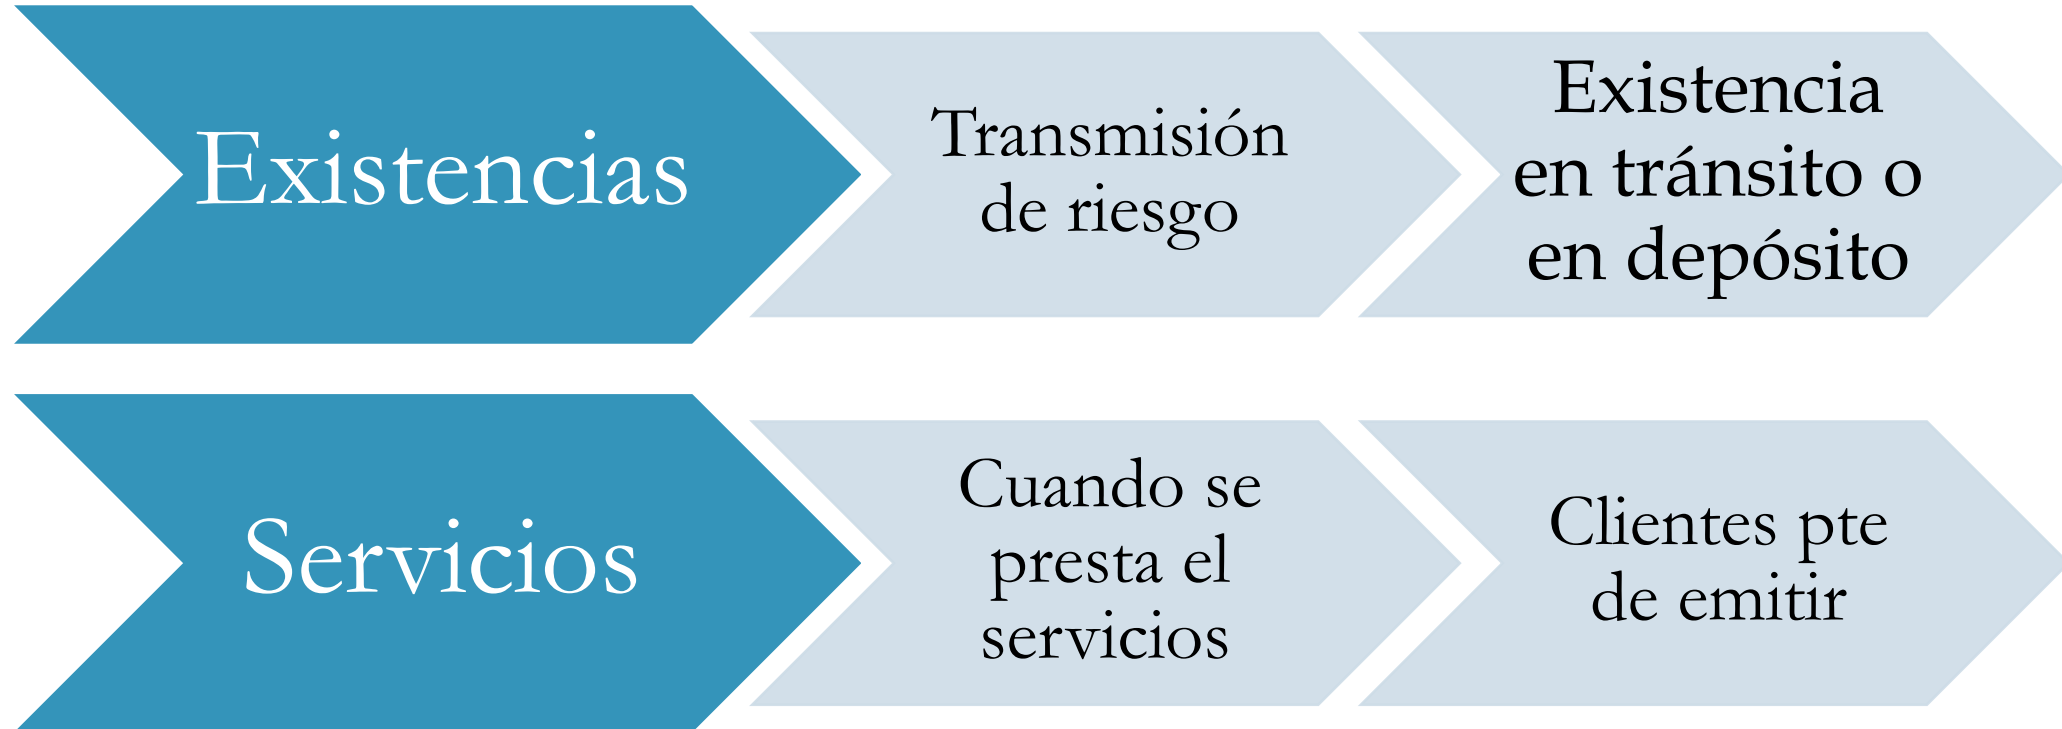 Existencias
Transmisión
de riesgo
Existencia
en tránsito o
en depósito
Servicios
Cuando se
presta el
servicios
Clientes pte
de emitir